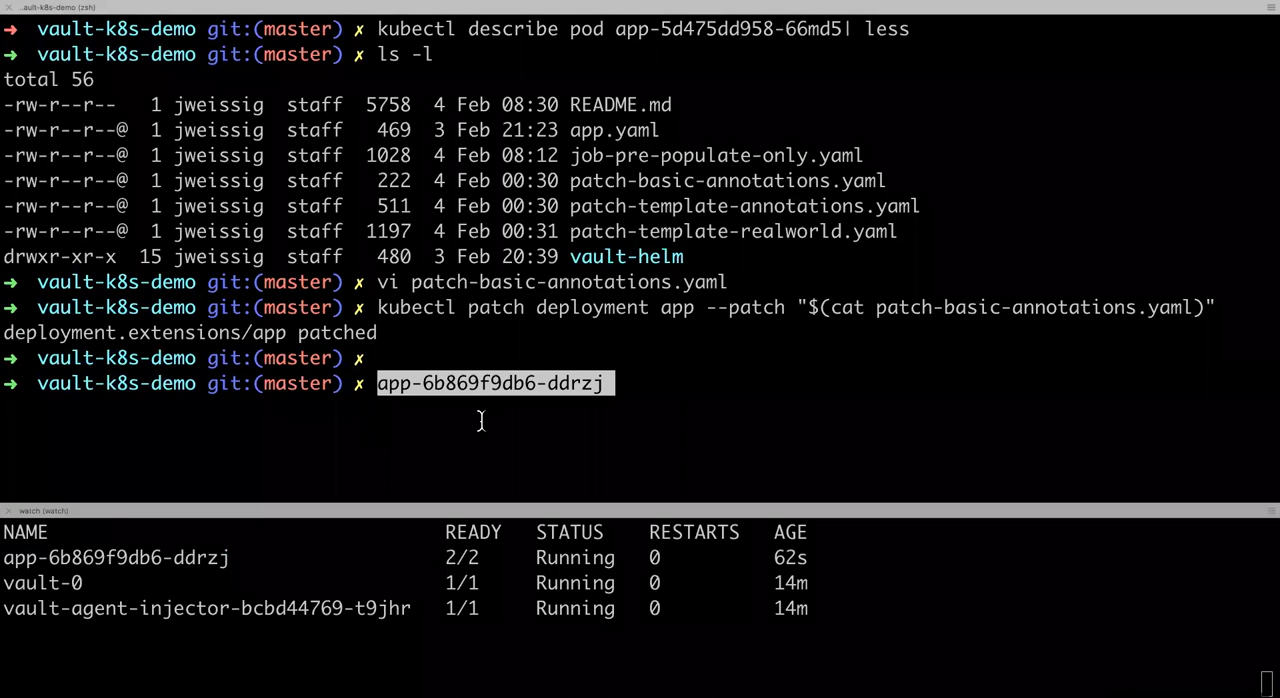 ..ault-k8s-demo (zsh)
➜ vault-k8s-demo git:(master) ✗ kubectl describe pod app-5d475dd958-66md5| less
➜ vault-k8s-demo git:(master) ✗ ls -l
total 56
-rw-r--r-- 1 jweissig staff 5758 4 Feb 08:30 README.md
-rw-r--r--@ 1 jweissig staff 469 3 Feb 21:23 app.yaml
-rw-r--r--@ 1 jweissig staff 1028 4 Feb 08:12 job-pre-populate-only.yaml
-rw-r--r--@ 1 jweissig staff 222 4 Feb 00:30 patch-basic-annotations.yaml
-rw-r--r--@ 1 jweissig staff 511 4 Feb 00:30 patch-template-annotations.yaml
-rw-r--r--@ 1 jweissig staff 1197 4 Feb 00:31 patch-template-realworld.yaml
drwxr-xr-x 15 jweissig staff 480 3 Feb 20:39 vault-helm
➜ vault-k8s-demo git:(master) ✗ vi patch-basic-annotations.yaml
➜ vault-k8s-demo git:(master) ✗ kubectl patch deployment app --patch "$(cat patch-basic-annotations.yaml)"
deployment.extensions/app patched
➜ vault-k8s-demo git:(master) ✗
➜ vault-k8s-demo git:(master) ✗ app-6b869f9db6-ddrzj
watch (watch)
NAME READY STATUS RESTARTS AGE
app-6b869f9db6-ddrzj 2/2 Running 0 62s
vault-0 1/1 Running 0 14m
vault-agent-injector-bcbd44769-t9jhr 1/1 Running 0 14m